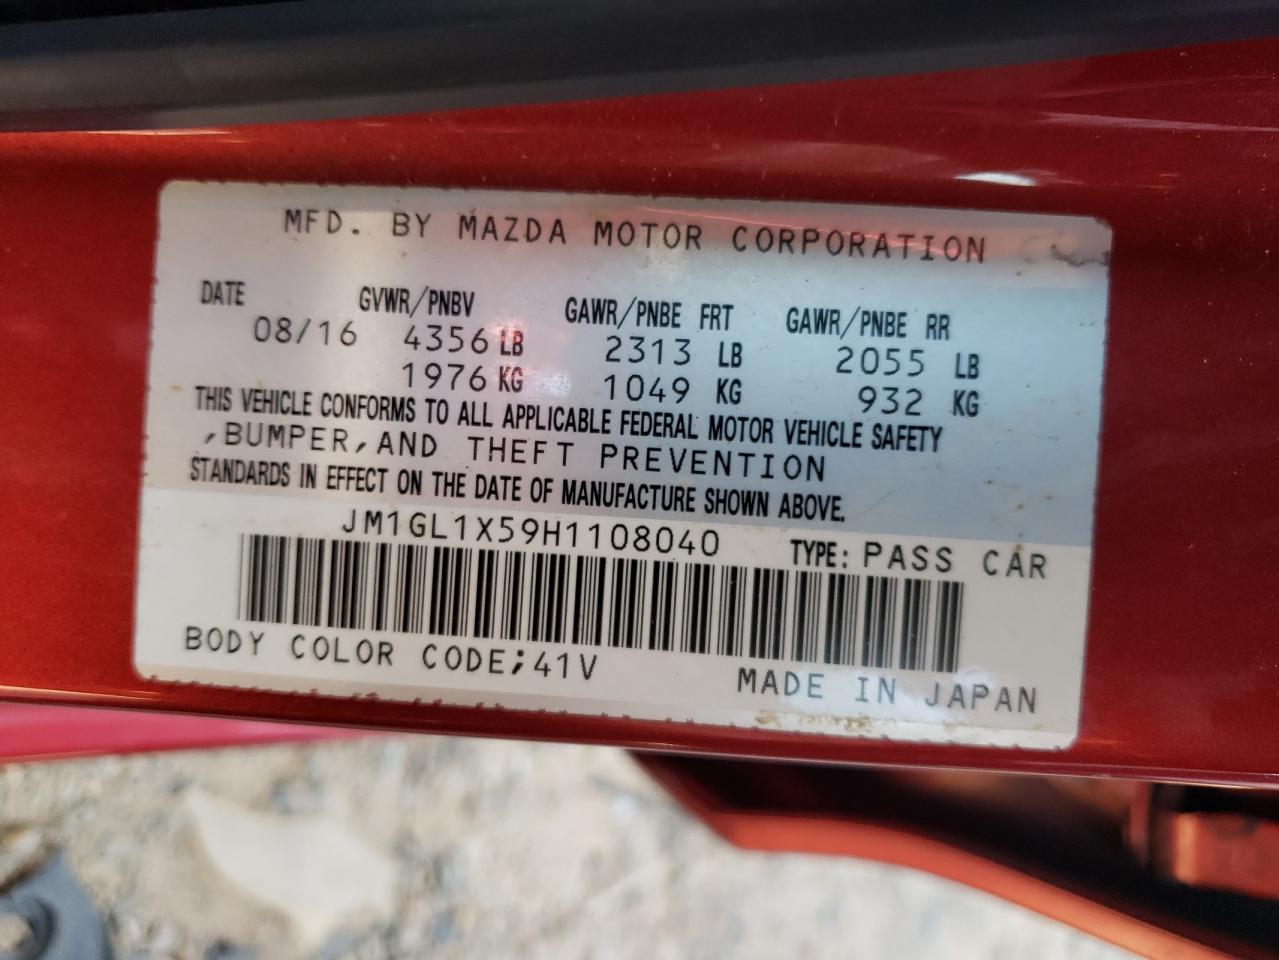 MFD. BY MAZDA MOTOR CORPORATION
DATE GVWR/PNBV GAWR/PNBE FRT GAWR/PNBE RR
08/16 4356 LB 2313 LB 2055 LB
1976 KG 1049 KG 932 KG
THIS VEHICLE CONFORMS TO ALL APPLICABLE FEDERAL MOTOR VEHICLE SAFETY
,BUMPER,AND THEFT PREVENTION
STANDARDS IN EFFECT ON THE DATE OF MANUFACTURE SHOWN ABOVE.
JM1GL1X59H1108040 TYPE: PASS CAR
BODY COLOR CODE;41V MADE IN JAPAN